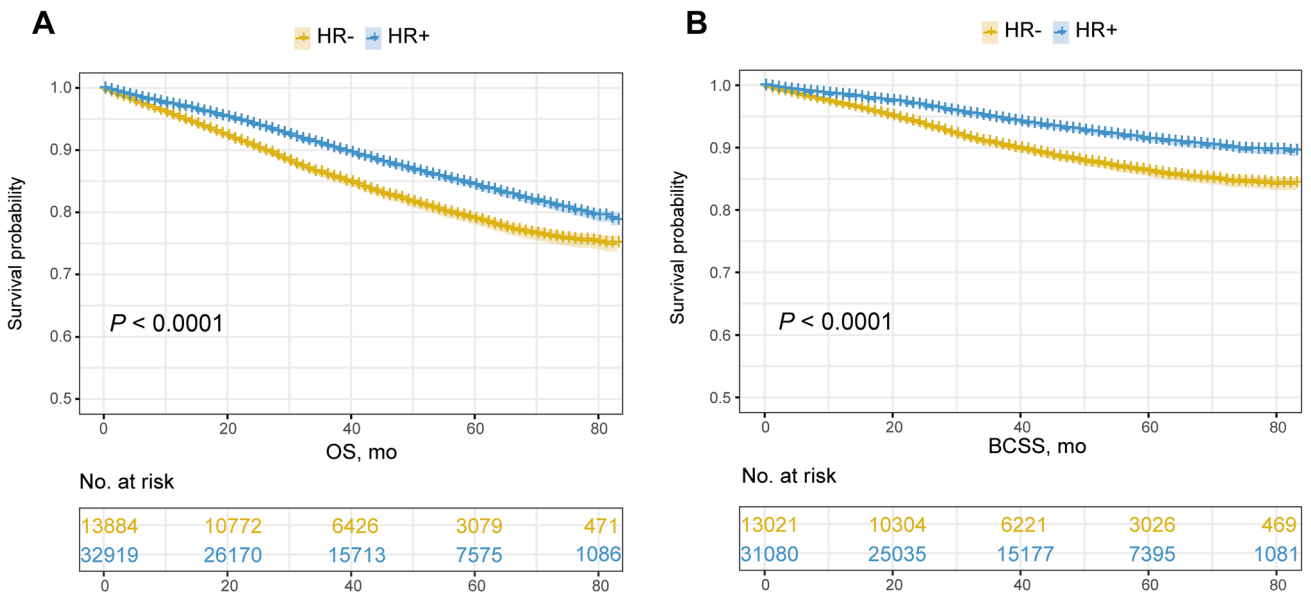 A
HR- HR+
1.0
0.9
0.8
0.7
0.6
0.5
Survival probability
P < 0.0001
0 20 40 60 80
OS, mo
No. at risk
13884 10772 6426 3079 471
32919 26170 15713 7575 1086
0 20 40 60 80
B
HR- HR+
1.0
0.9
0.8
0.7
0.6
0.5
Survival probability
P < 0.0001
0 20 40 60 80
BCSS, mo
No. at risk
13021 10304 6221 3026 469
31080 25035 15177 7395 1081
0 20 40 60 80